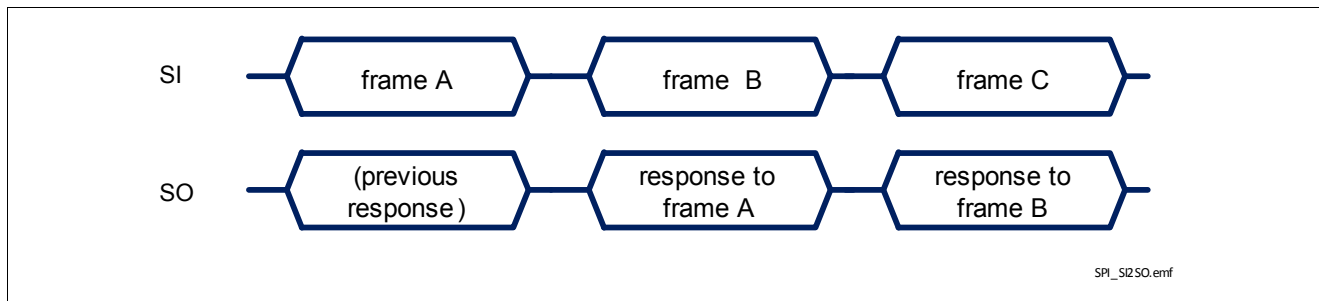 SI
frame A
frame B
frame C
SO
(previous
response)
response to
frame A
response to
frame B
SPI_SI2SO.emf